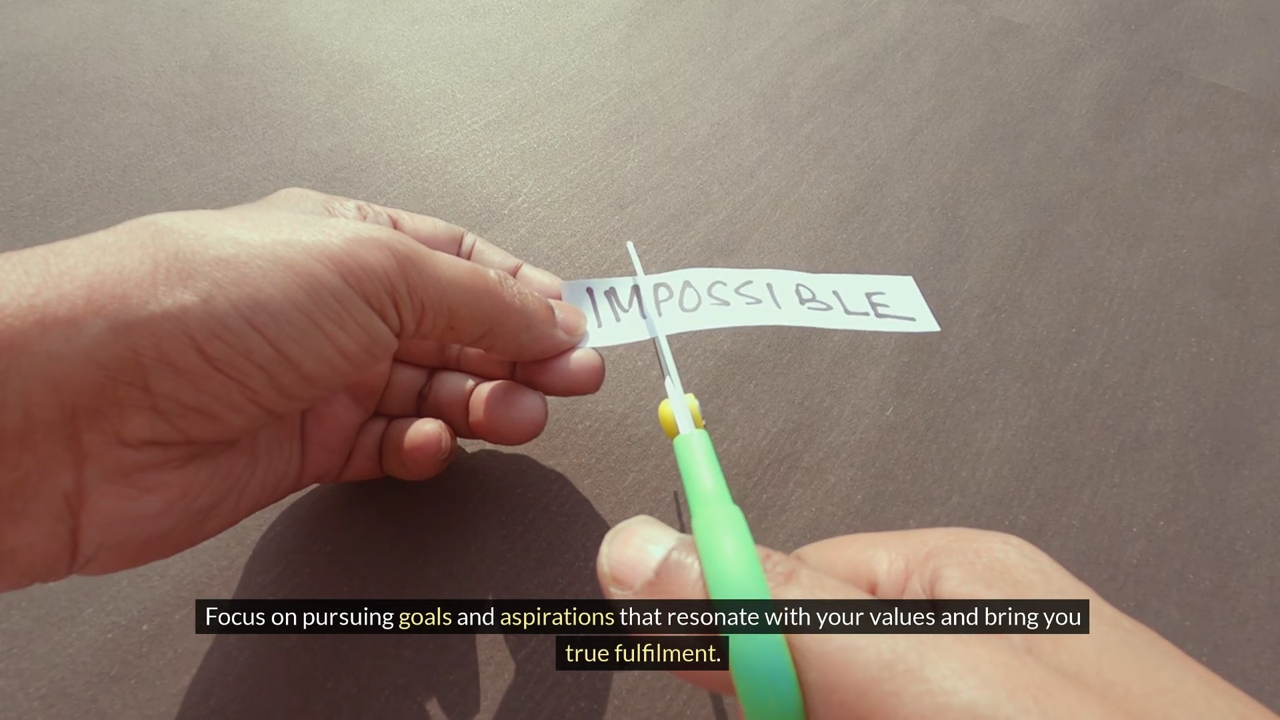 IMPOSSIBLE
Focus on pursuing goals and aspirations that resonate with your values and bring you
true fulfilment.